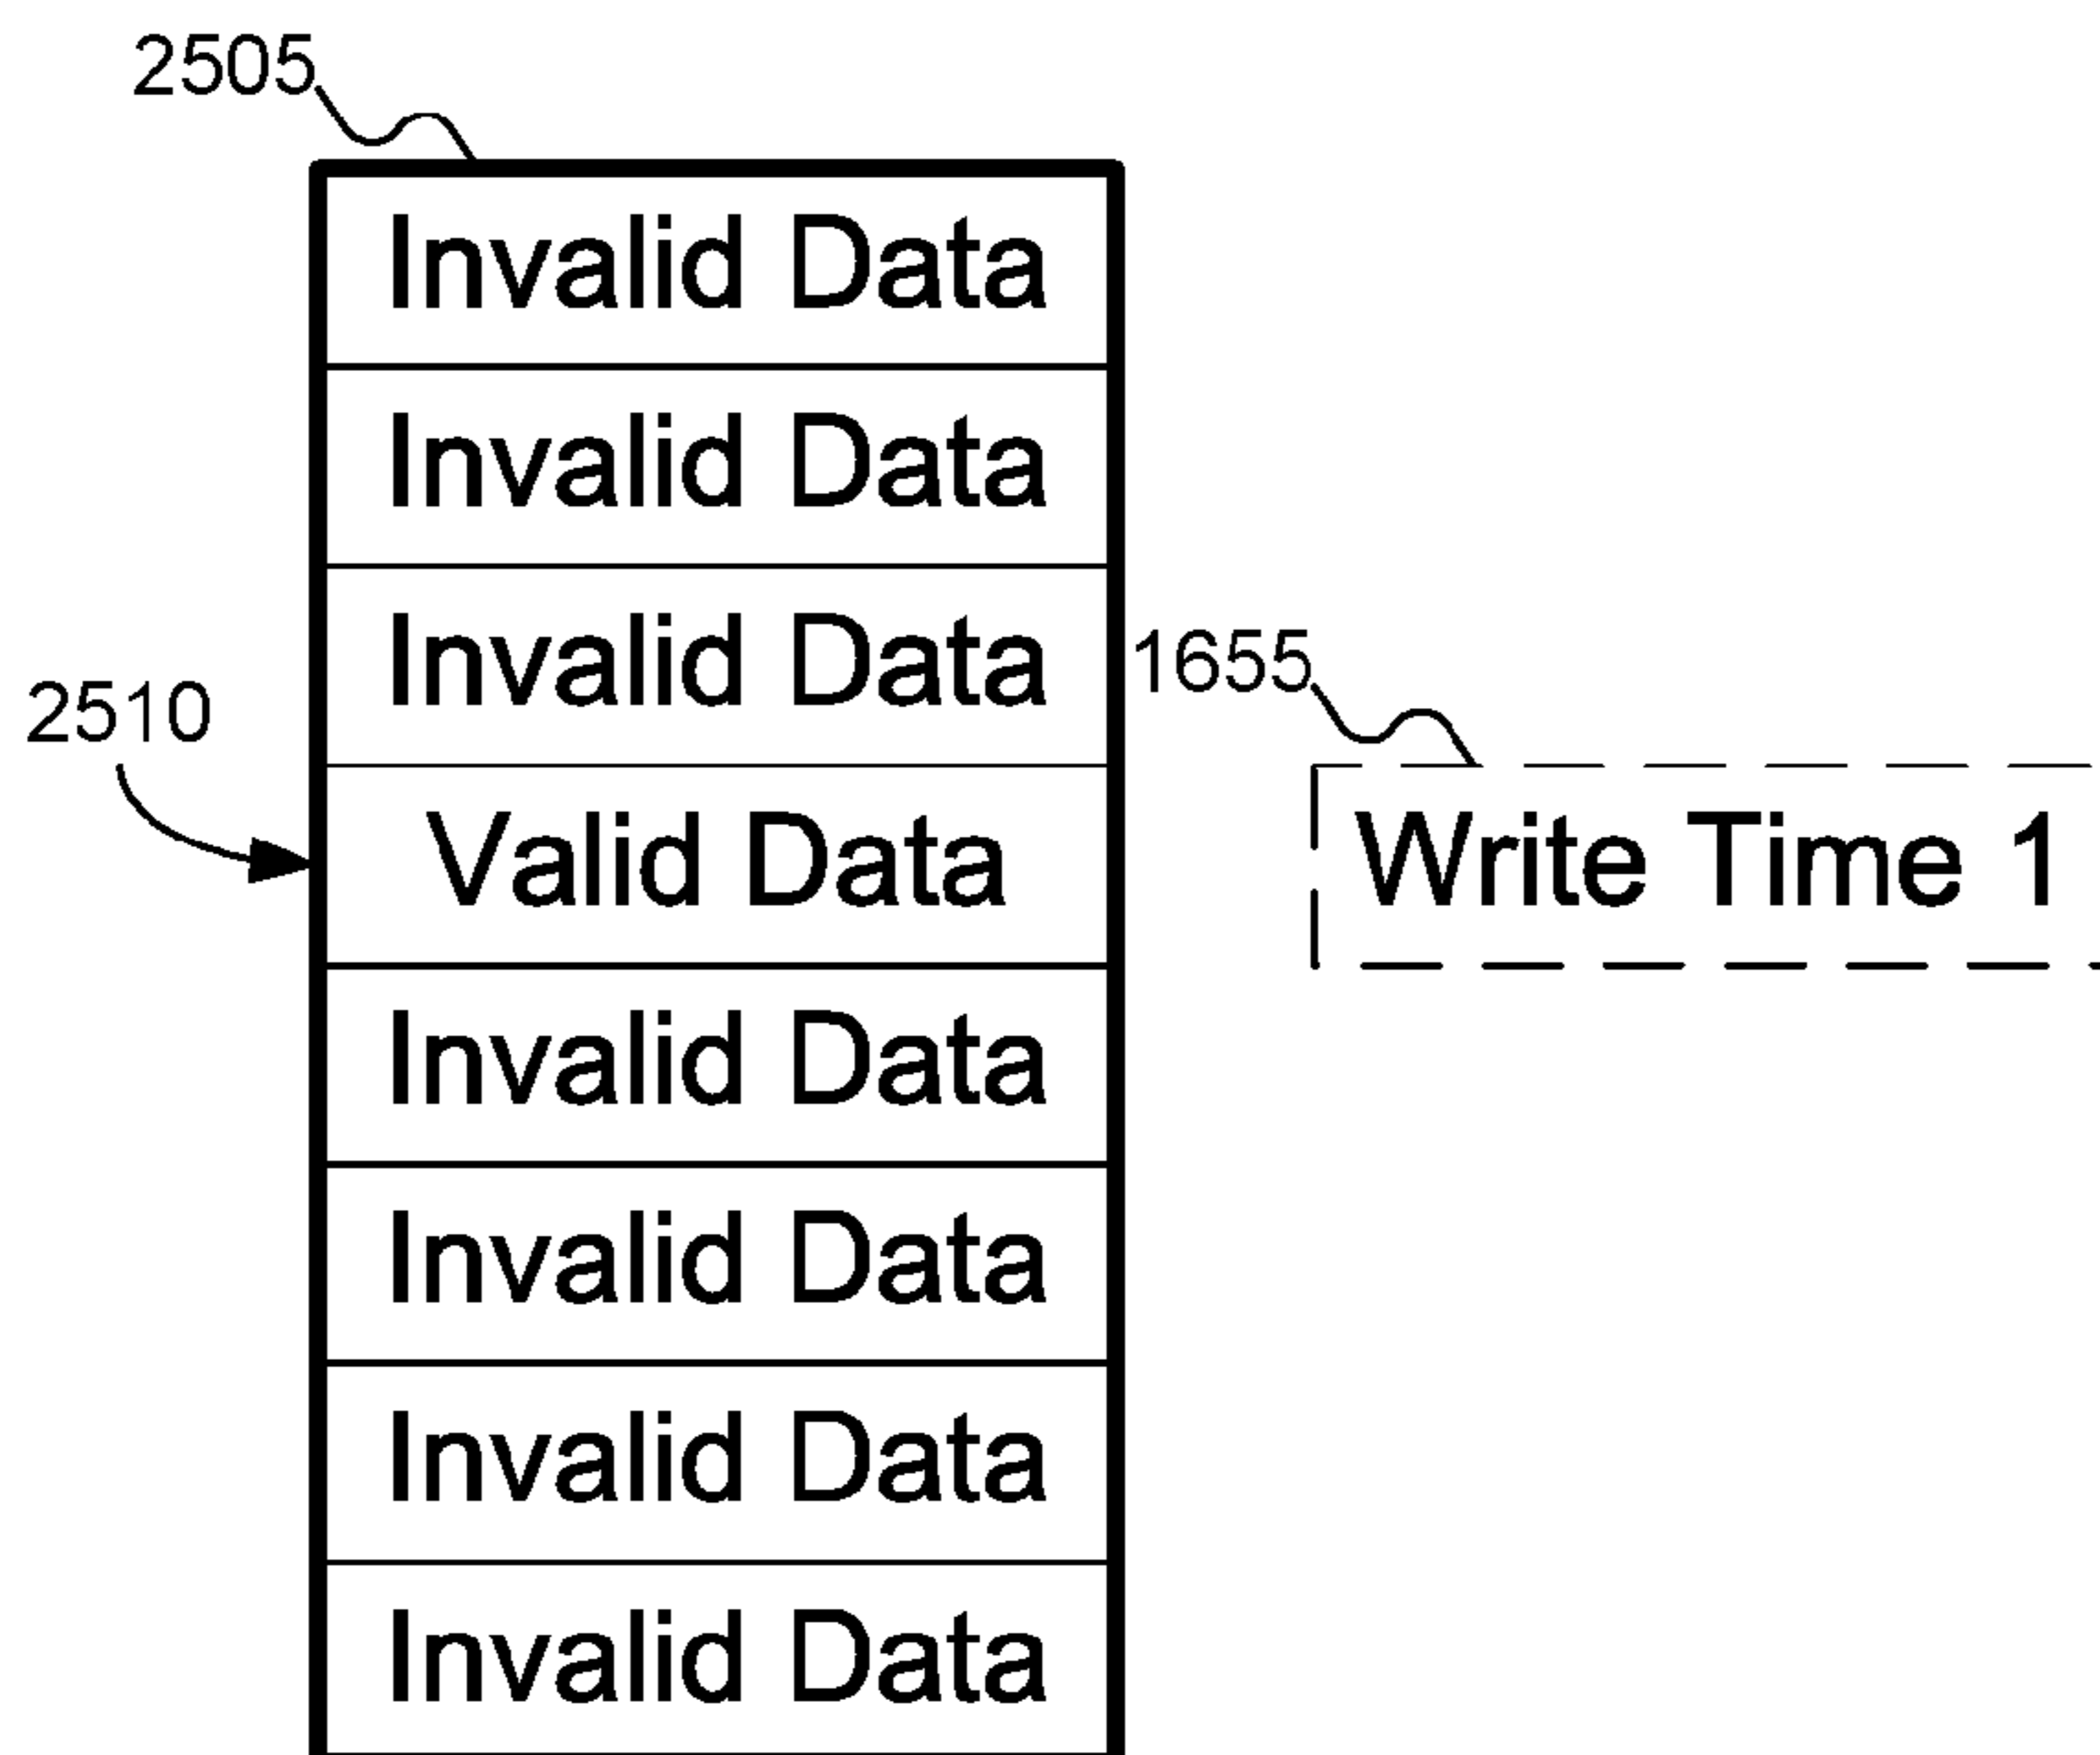 2505
Invalid Data
Invalid Data
Invalid Data
1655
2510
Valid Data
Write Time 1
Invalid Data
Invalid Data
Invalid Data
Invalid Data